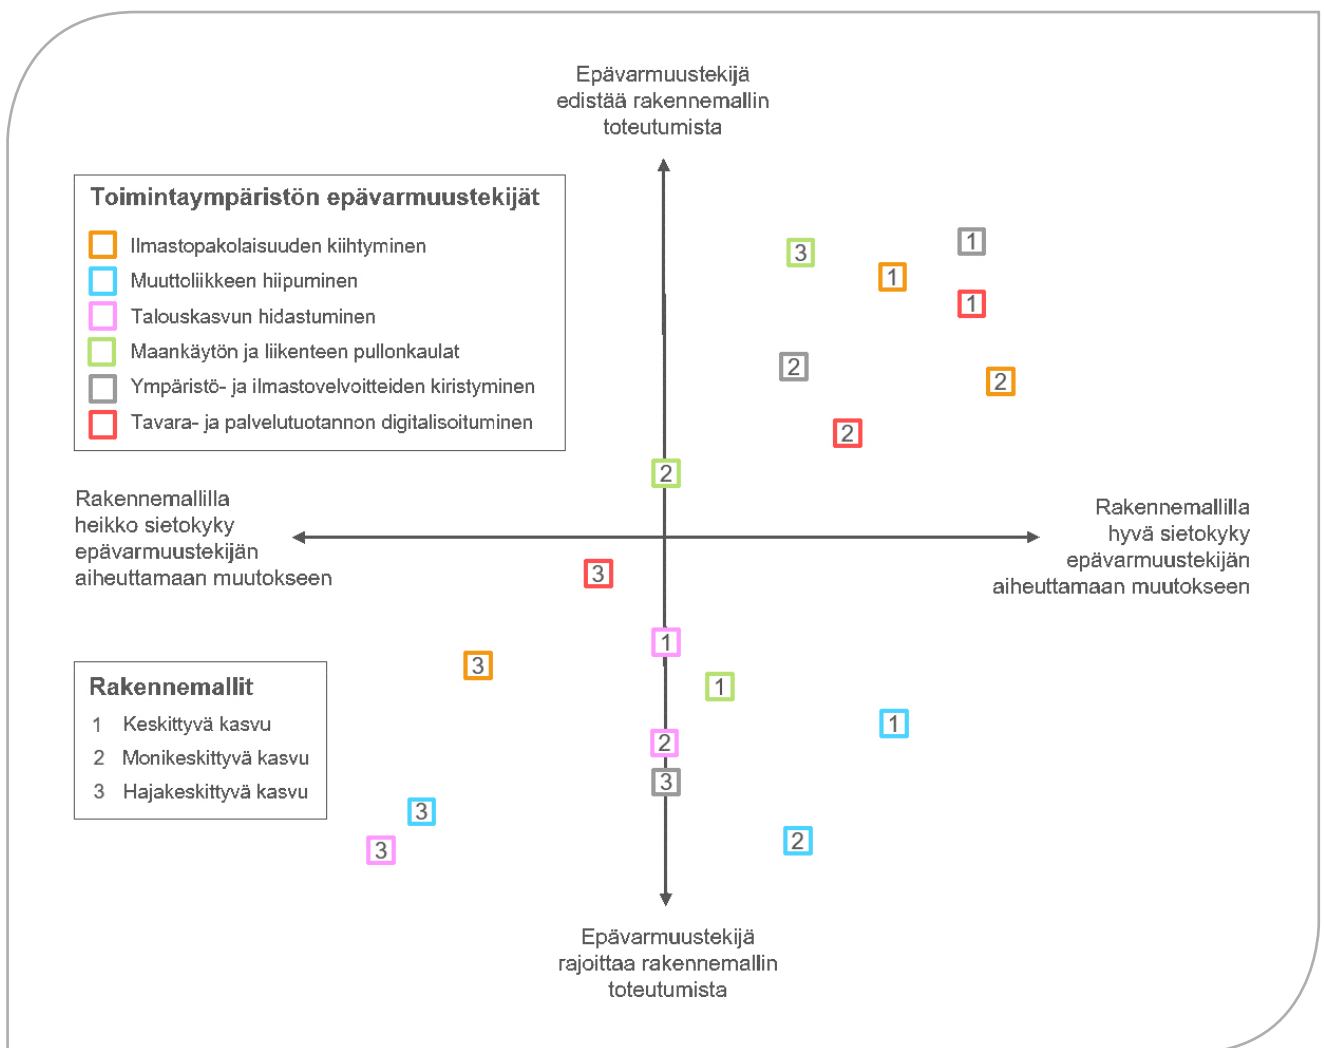 Epävarmuustekijä
edistää rakennemallin
toteutumista
Toimintaympäristön epävarmuustekijät
Ilmastopakolaisuuden kiihtyminen
Muuttoliikkeen hiipuminen
Talouskasvun hidastuminen
Maankäytön ja liikenteen pullonkaulat
Ympäristö- ja ilmastovelvoitteiden kiristyminen
Tavara- ja palvelutuotannon digitalisoituminen
1
3
1
1
2
2
2
2
Rakennemallilla
heikko sietokyky
epävarmuustekijän
aiheuttamaan muutokseen
Rakennemallilla
hyvä sietokyky
epävarmuustekijän
aiheuttamaan muutokseen
3
1
3
1
1
2
3
3
2
3
Rakennemallit
1 Keskittyvä kasvu
2 Monikeskittyvä kasvu
3 Hajakeskittyvä kasvu
Epävarmuustekijä
rajoittaa rakennemallin
toteutumista